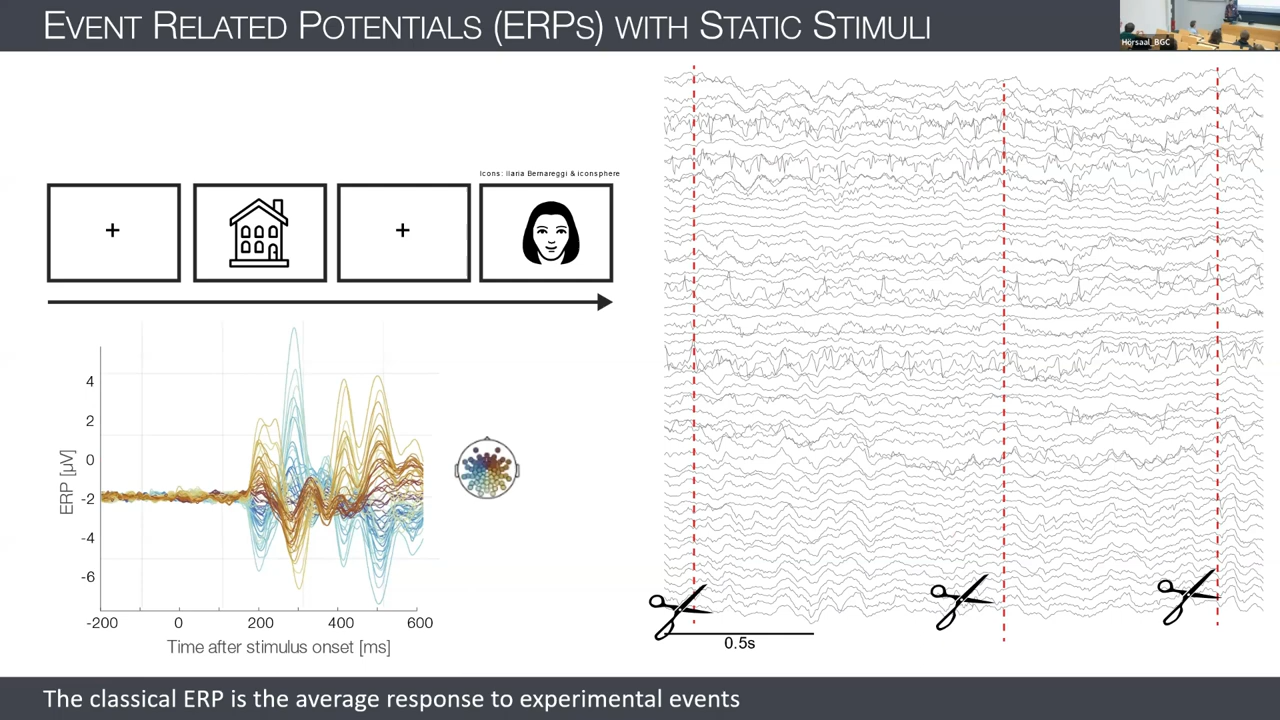 EVENT RELATED POTENTIALS (ERPS) WITH STATIC STIMULI
Hörsaal_BGC
Icons: Ilaria Bernareggi & iconsphere
+
+
ERP [µV]
4
2
0
-2
-4
-6
-200 0 200 400 600
Time after stimulus onset [ms]
0.5s
The classical ERP is the average response to experimental events